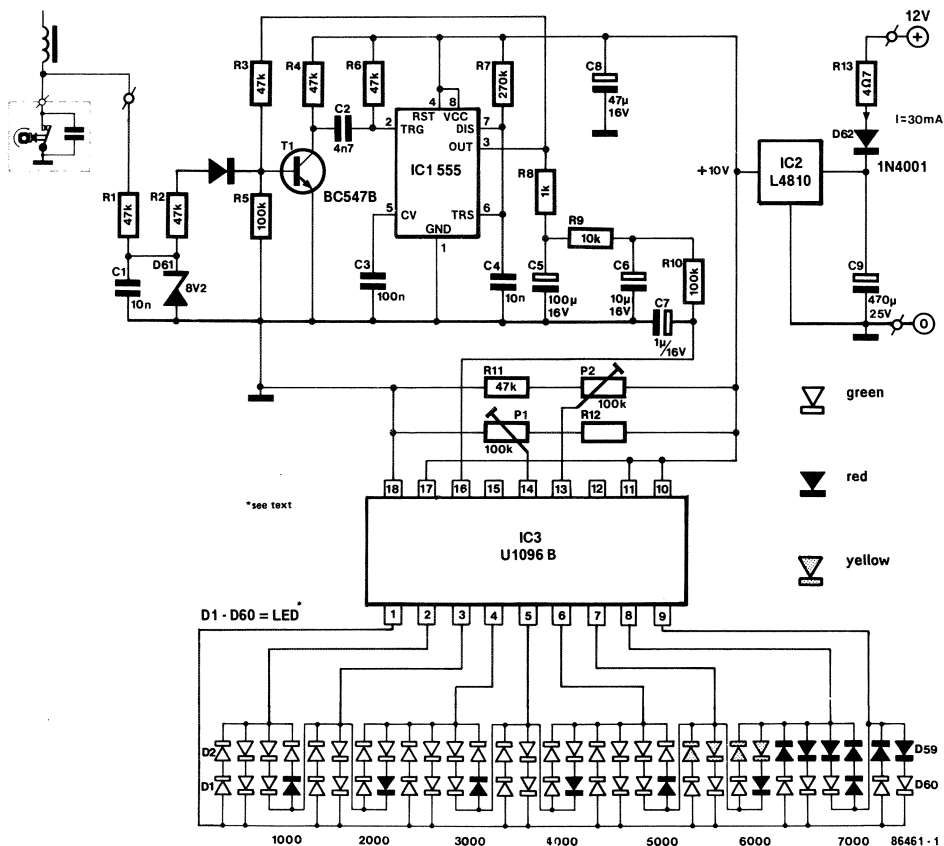 12V
+
R3
47k
R4
47k
R6
47k
R7
270k
C8
47μ
16V
R13
4Ω7
I≈30mA
D62
1N4001
C2
4n7
4
8
RST
VCC
2
TRG
DIS
7
OUT
3
IC1 555
5
CV
TRS
6
GND
1
T1
BC547B
R8
1k
+10V
IC2
L4810
R1
47k
R2
47k
R5
100k
R9
10k
R10
100k
C1
10n
D61
8V2
C3
100n
C4
10n
C5
100μ
16V
C6
10μ
16V
C7
1μ/16V
C9
470μ
25V
0
R11
47k
P2
100k
P1
100k
R12
green
red
yellow
*see text
18
17
16
15
14
13
12
11
10
IC3
U1096 B
1
2
3
4
5
6
7
8
9
D1 - D60 = LED*
D2
D59
D1
D60
1000
2000
3000
4000
5000
6000
7000
86461 - 1